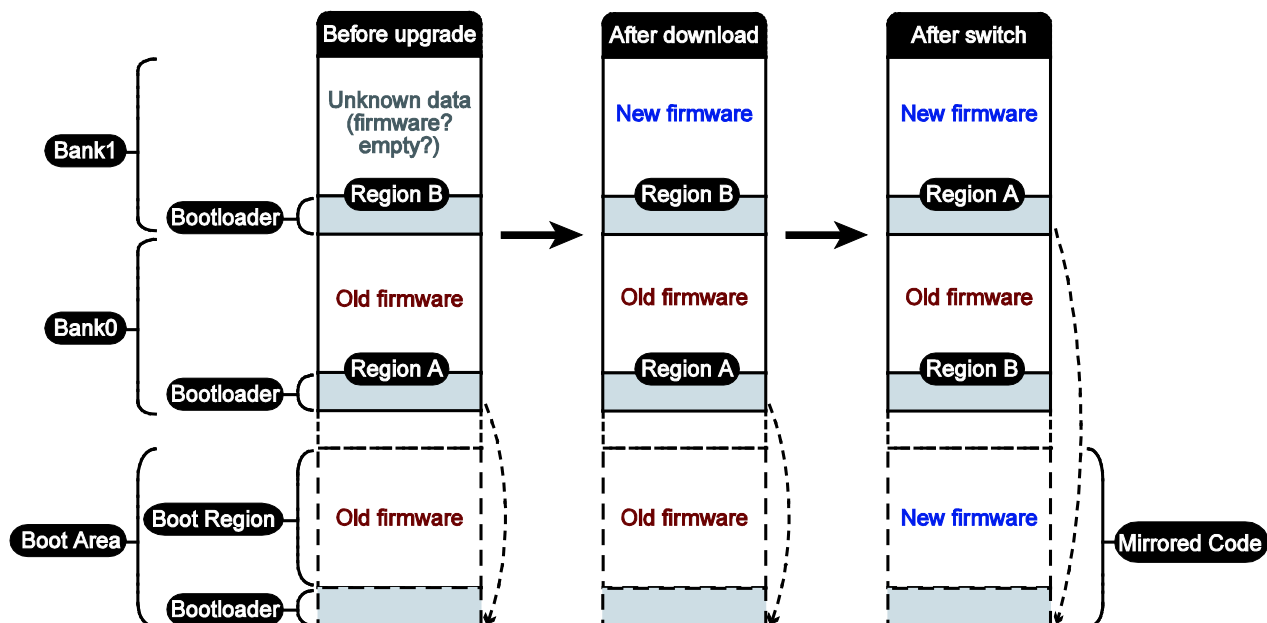 Before upgrade
After download
After switch
Unknown data
(firmware?
empty?)
New firmware
New firmware
Bank1
Region B
Region B
Region A
Bootloader
Old firmware
Old firmware
Old firmware
Bank0
Region A
Region A
Region B
Bootloader
Old firmware
Old firmware
New firmware
Boot Region
Boot Area
Mirrored Code
Bootloader